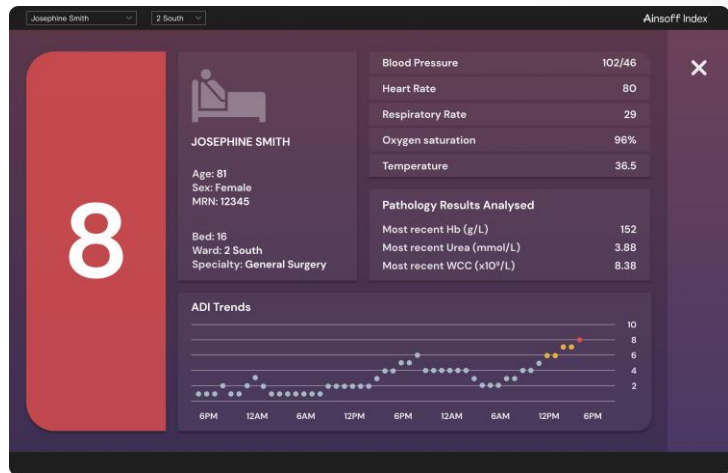 Josephine Smith
2 South
Ainsoff Index
8
JOSEPHINE SMITH
Age: 81
Sex: Female
MRN: 12345
Bed: 16
Ward: 2 South
Specialty: General Surgery
Blood Pressure 102/46
Heart Rate 80
Respiratory Rate 29
Oxygen saturation 96%
Temperature 36.5
Pathology Results Analysed
Most recent Hb (g/L) 152
Most recent Urea (mmol/L) 3.88
Most recent WCC (x10⁹/L) 8.38
ADI Trends
10
8
6
4
2
6PM 12AM 6AM 12PM 6PM 12AM 6AM 12PM 6PM